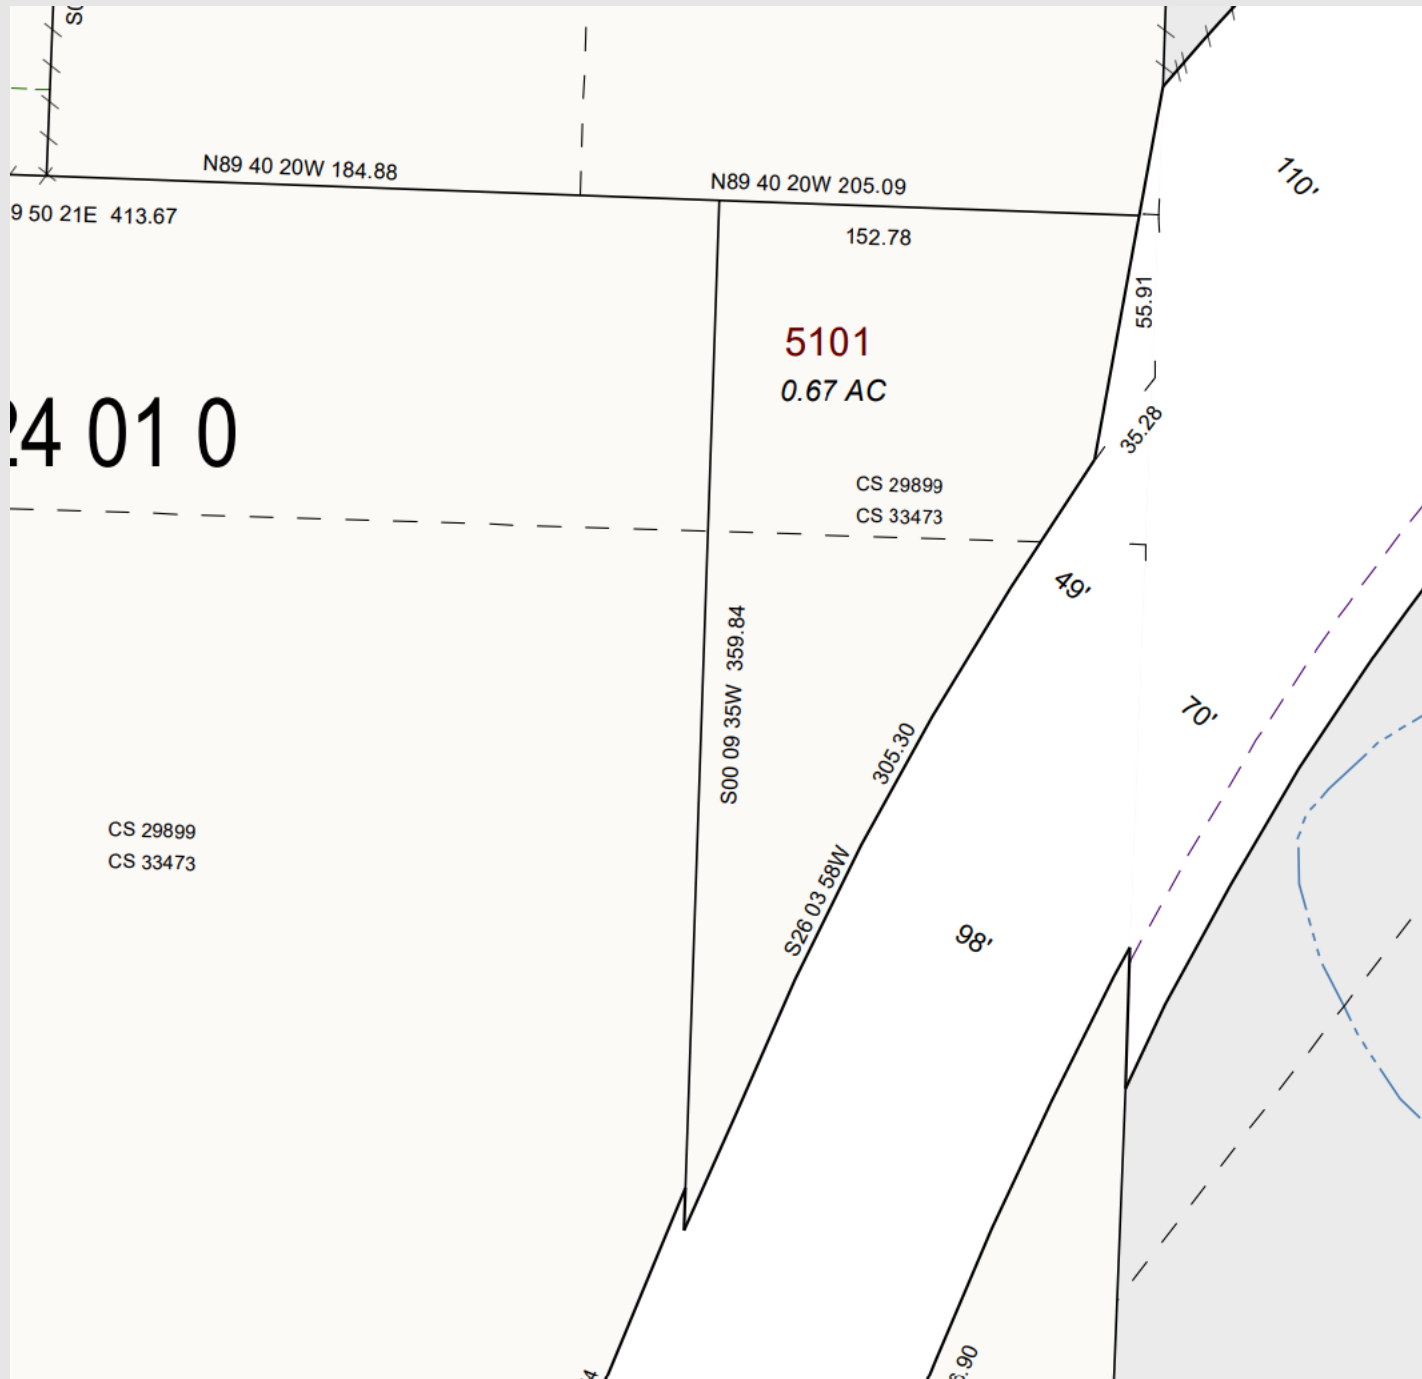 N89 40 20W 184.88
N89 40 20W 205.09
110'
9 50 21E 413.67
152.78
55.91
5101
0.67 AC
24 01 0
35.28
CS 29899
CS 33473
49'
S00 09 35W 359.84
70'
305.30
CS 29899
CS 33473
S26 03 58W
98'
6.90